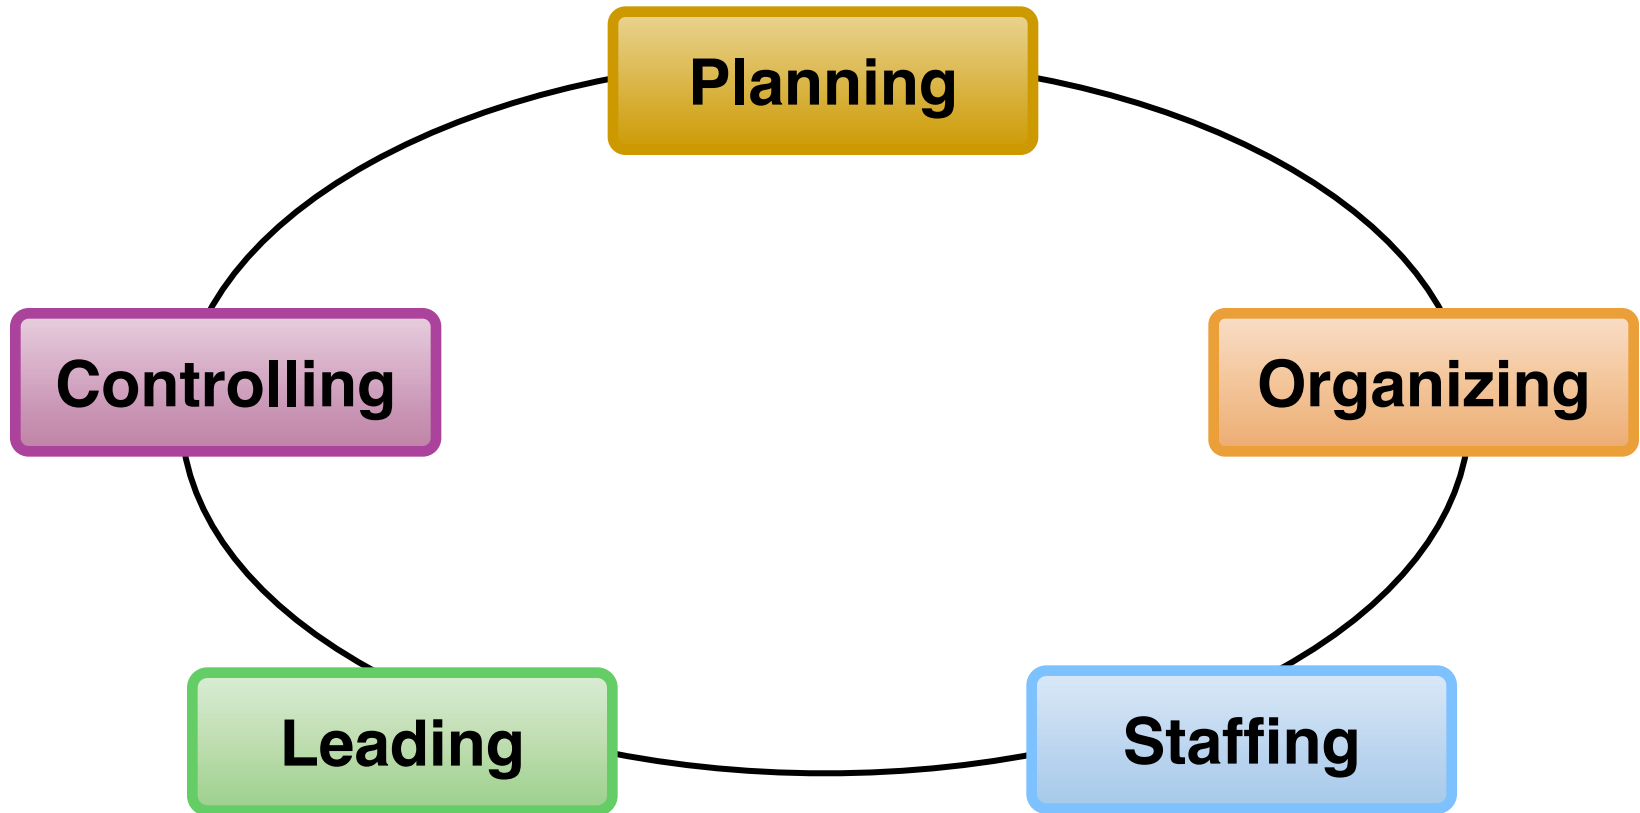 Planning
Organizing
Staffing
Leading
Controlling